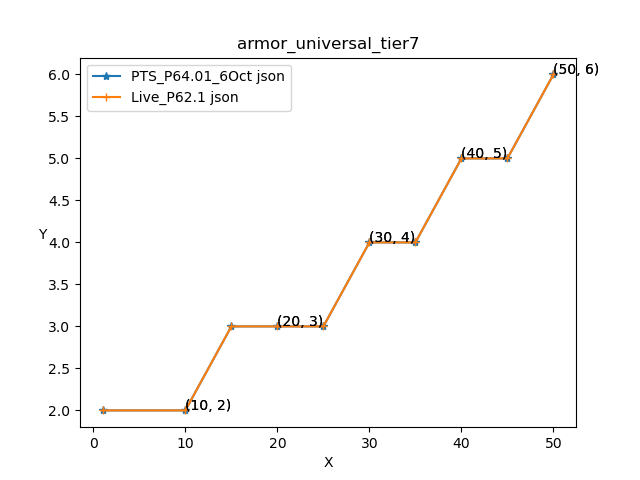 armor_universal_tier7
PTS_P64.01_6Oct json
Live_P62.1 json
6.0
5.5
5.0
4.5
4.0
3.5
3.0
2.5
2.0
Y
(50, 6)
(40, 5)
(30, 4)
(20, 3)
(10, 2)
0 10 20 30 40 50
X